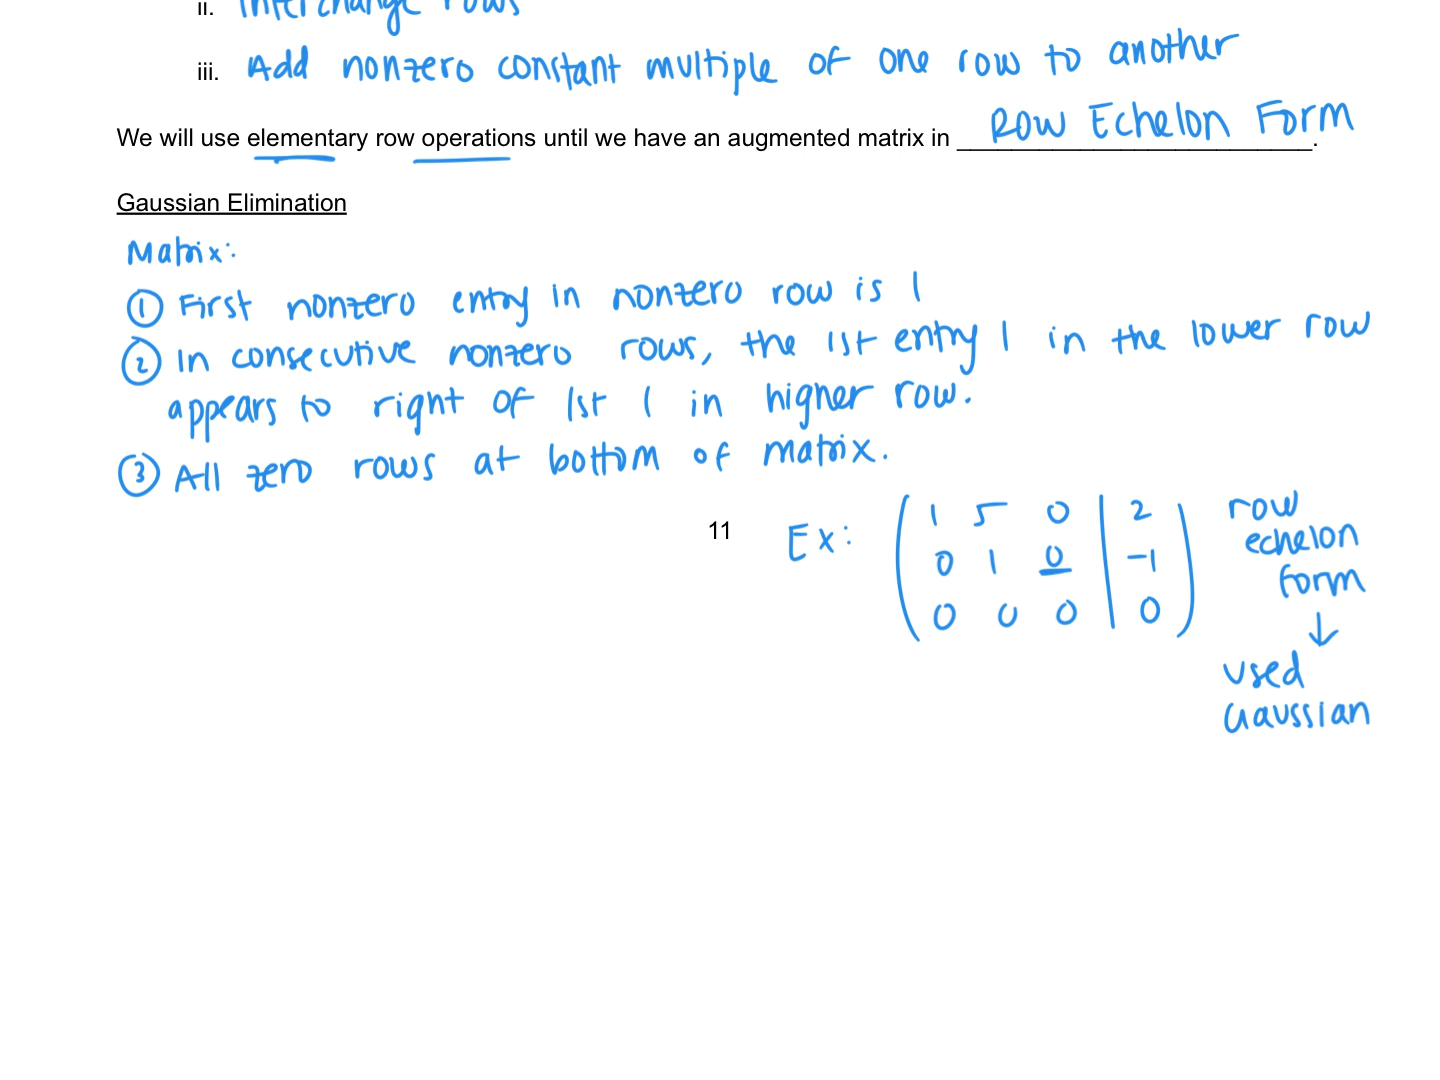 ii. Interchange rows
iii. Add nonzero constant multiple of one row to another
We will use elementary row operations until we have an augmented matrix in Row Echelon Form.
Gaussian Elimination
Matrix:
① First nonzero entry in nonzero row is 1
② In consecutive nonzero rows, the 1st entry 1 in the lower row
appears to right of 1st 1 in higher row.
③ All zero rows at bottom of matrix.
11
Ex:
1 5 0 | 2
0 1 0 | -1
0 0 0 | 0
row
echelon
form
↓
used
Gaussian